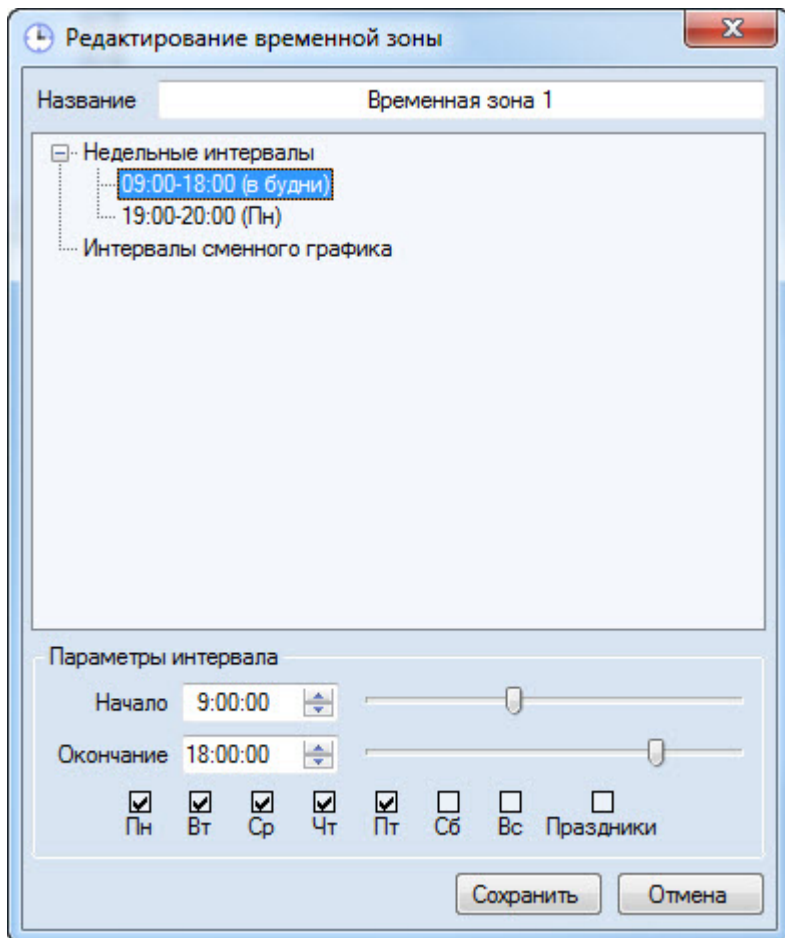 Редактирование временной зоны
Название Временная зона 1
Недельные интервалы
09:00-18:00 (в будни)
19:00-20:00 (Пн)
Интервалы сменного графика
Параметры интервала
Начало 9:00:00
Окончание 18:00:00
Пн Вт Ср Чт Пт Сб Вс Праздники
Сохранить Отмена